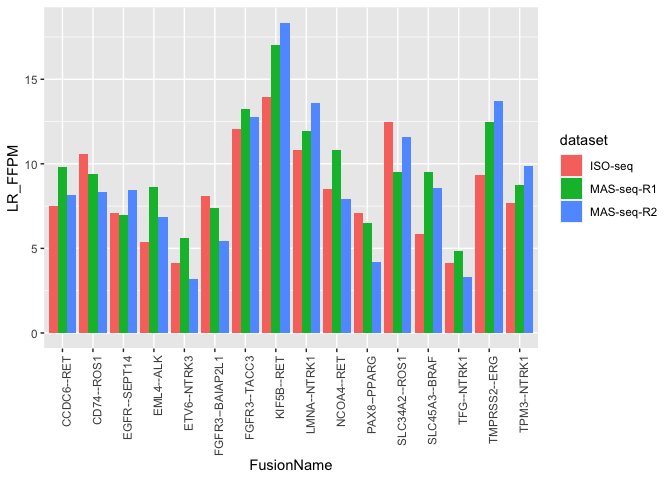 LR_FFPM
15
10
5
0
CCDC6--RET
CD74--ROS1
EGFR--SEPT14
EML4--ALK
ETV6--NTRK3
FGFR3--BAIAP2L1
FGFR3--TACC3
KIF5B--RET
LMNA--NTRK1
NCOA4--RET
PAX8--PPARG
SLC34A2--ROS1
SLC45A3--BRAF
TFG--NTRK1
TMPRSS2--ERG
TPM3--NTRK1
FusionName
dataset
ISO-seq
MAS-seq-R1
MAS-seq-R2